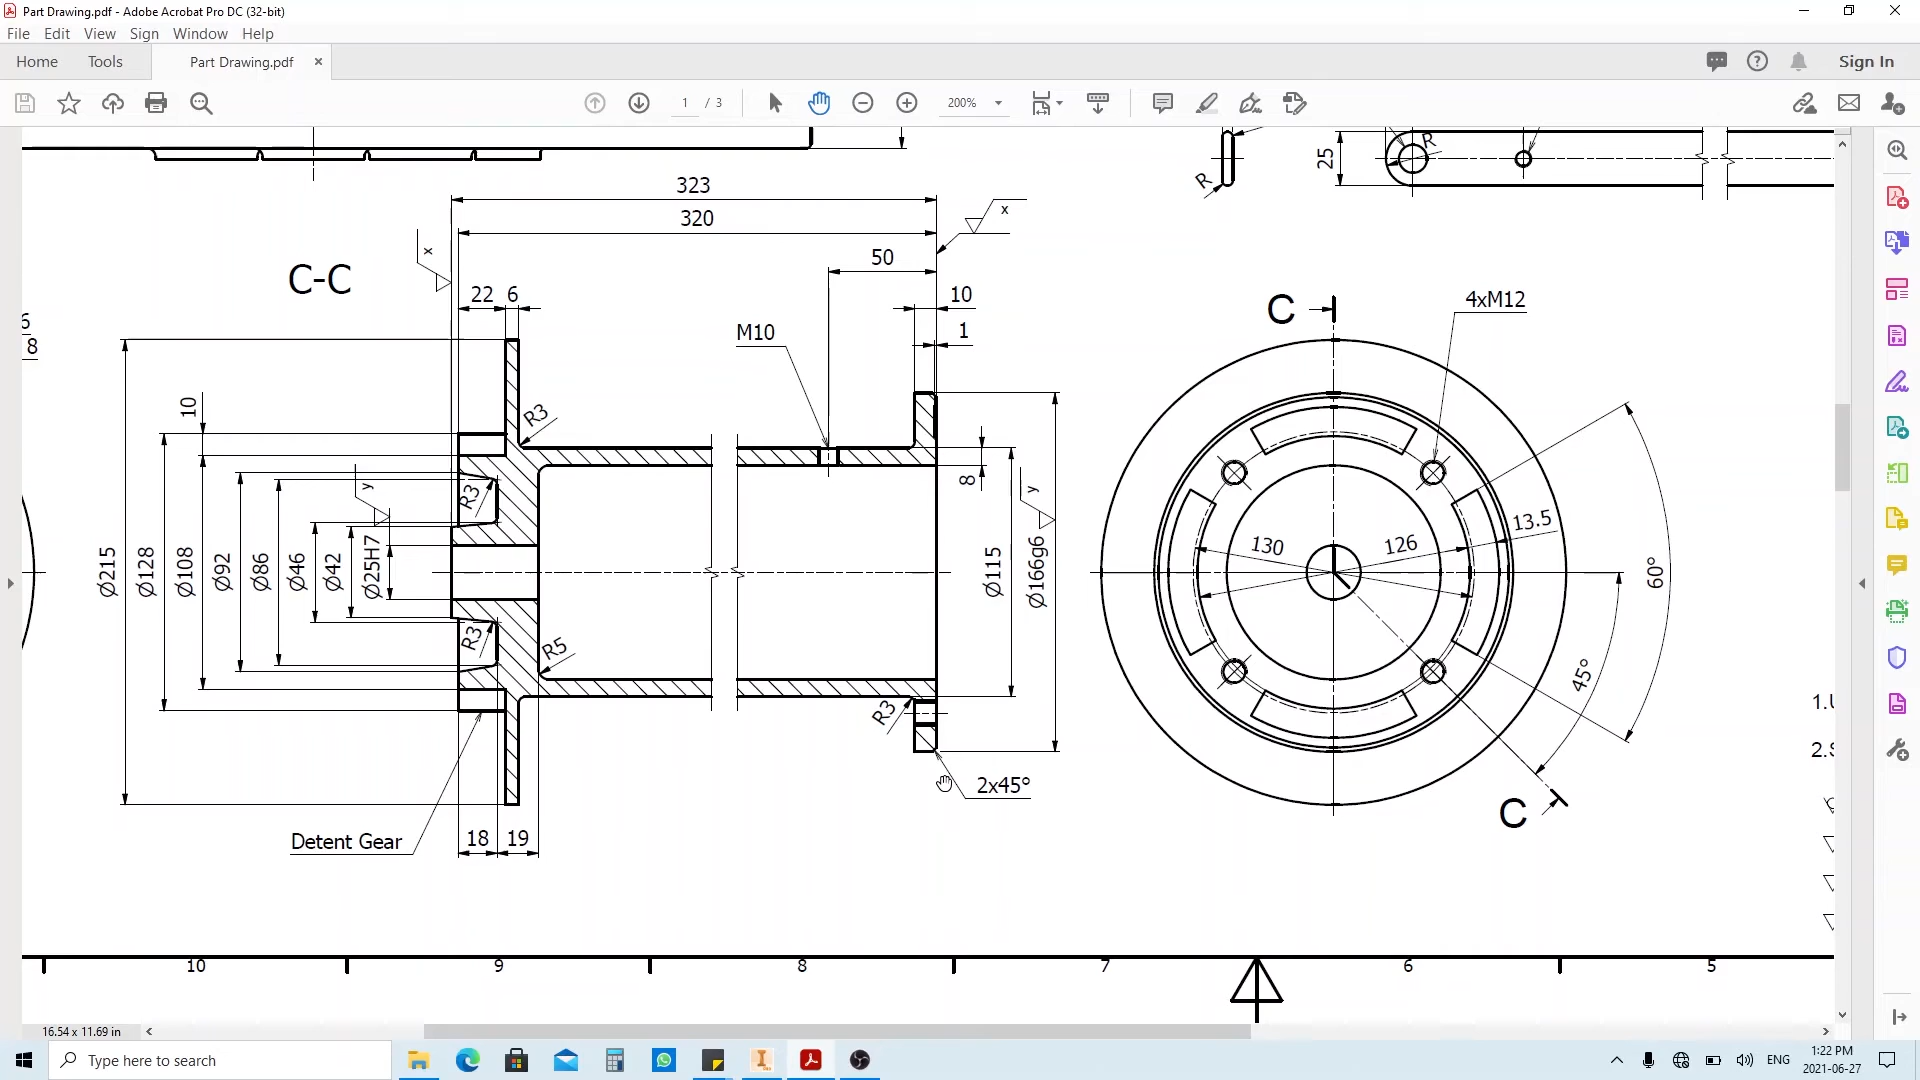 Part Drawing.pdf - Adobe Acrobat Pro DC (32-bit)
File Edit View Sign Window Help
Home Tools Part Drawing.pdf × Sign In
1 / 3 200%
25
R
R
323
320
x
x
C-C
50
22 6
10
C
4xM12
6
8
M10
1
10
R3
R3
y
8
y
13.5
130
126
60°
Ø215
Ø128
Ø108
Ø92
Ø86
Ø46
Ø42
Ø25H7
Ø115
Ø166g6
R3
R5
45°
R3
1.U
2.S
2x45°
C
Detent Gear
18 19
10 9 8 7 6 5
16.54 x 11.69 in
Type here to search
ENG
1:22 PM
2021-06-27